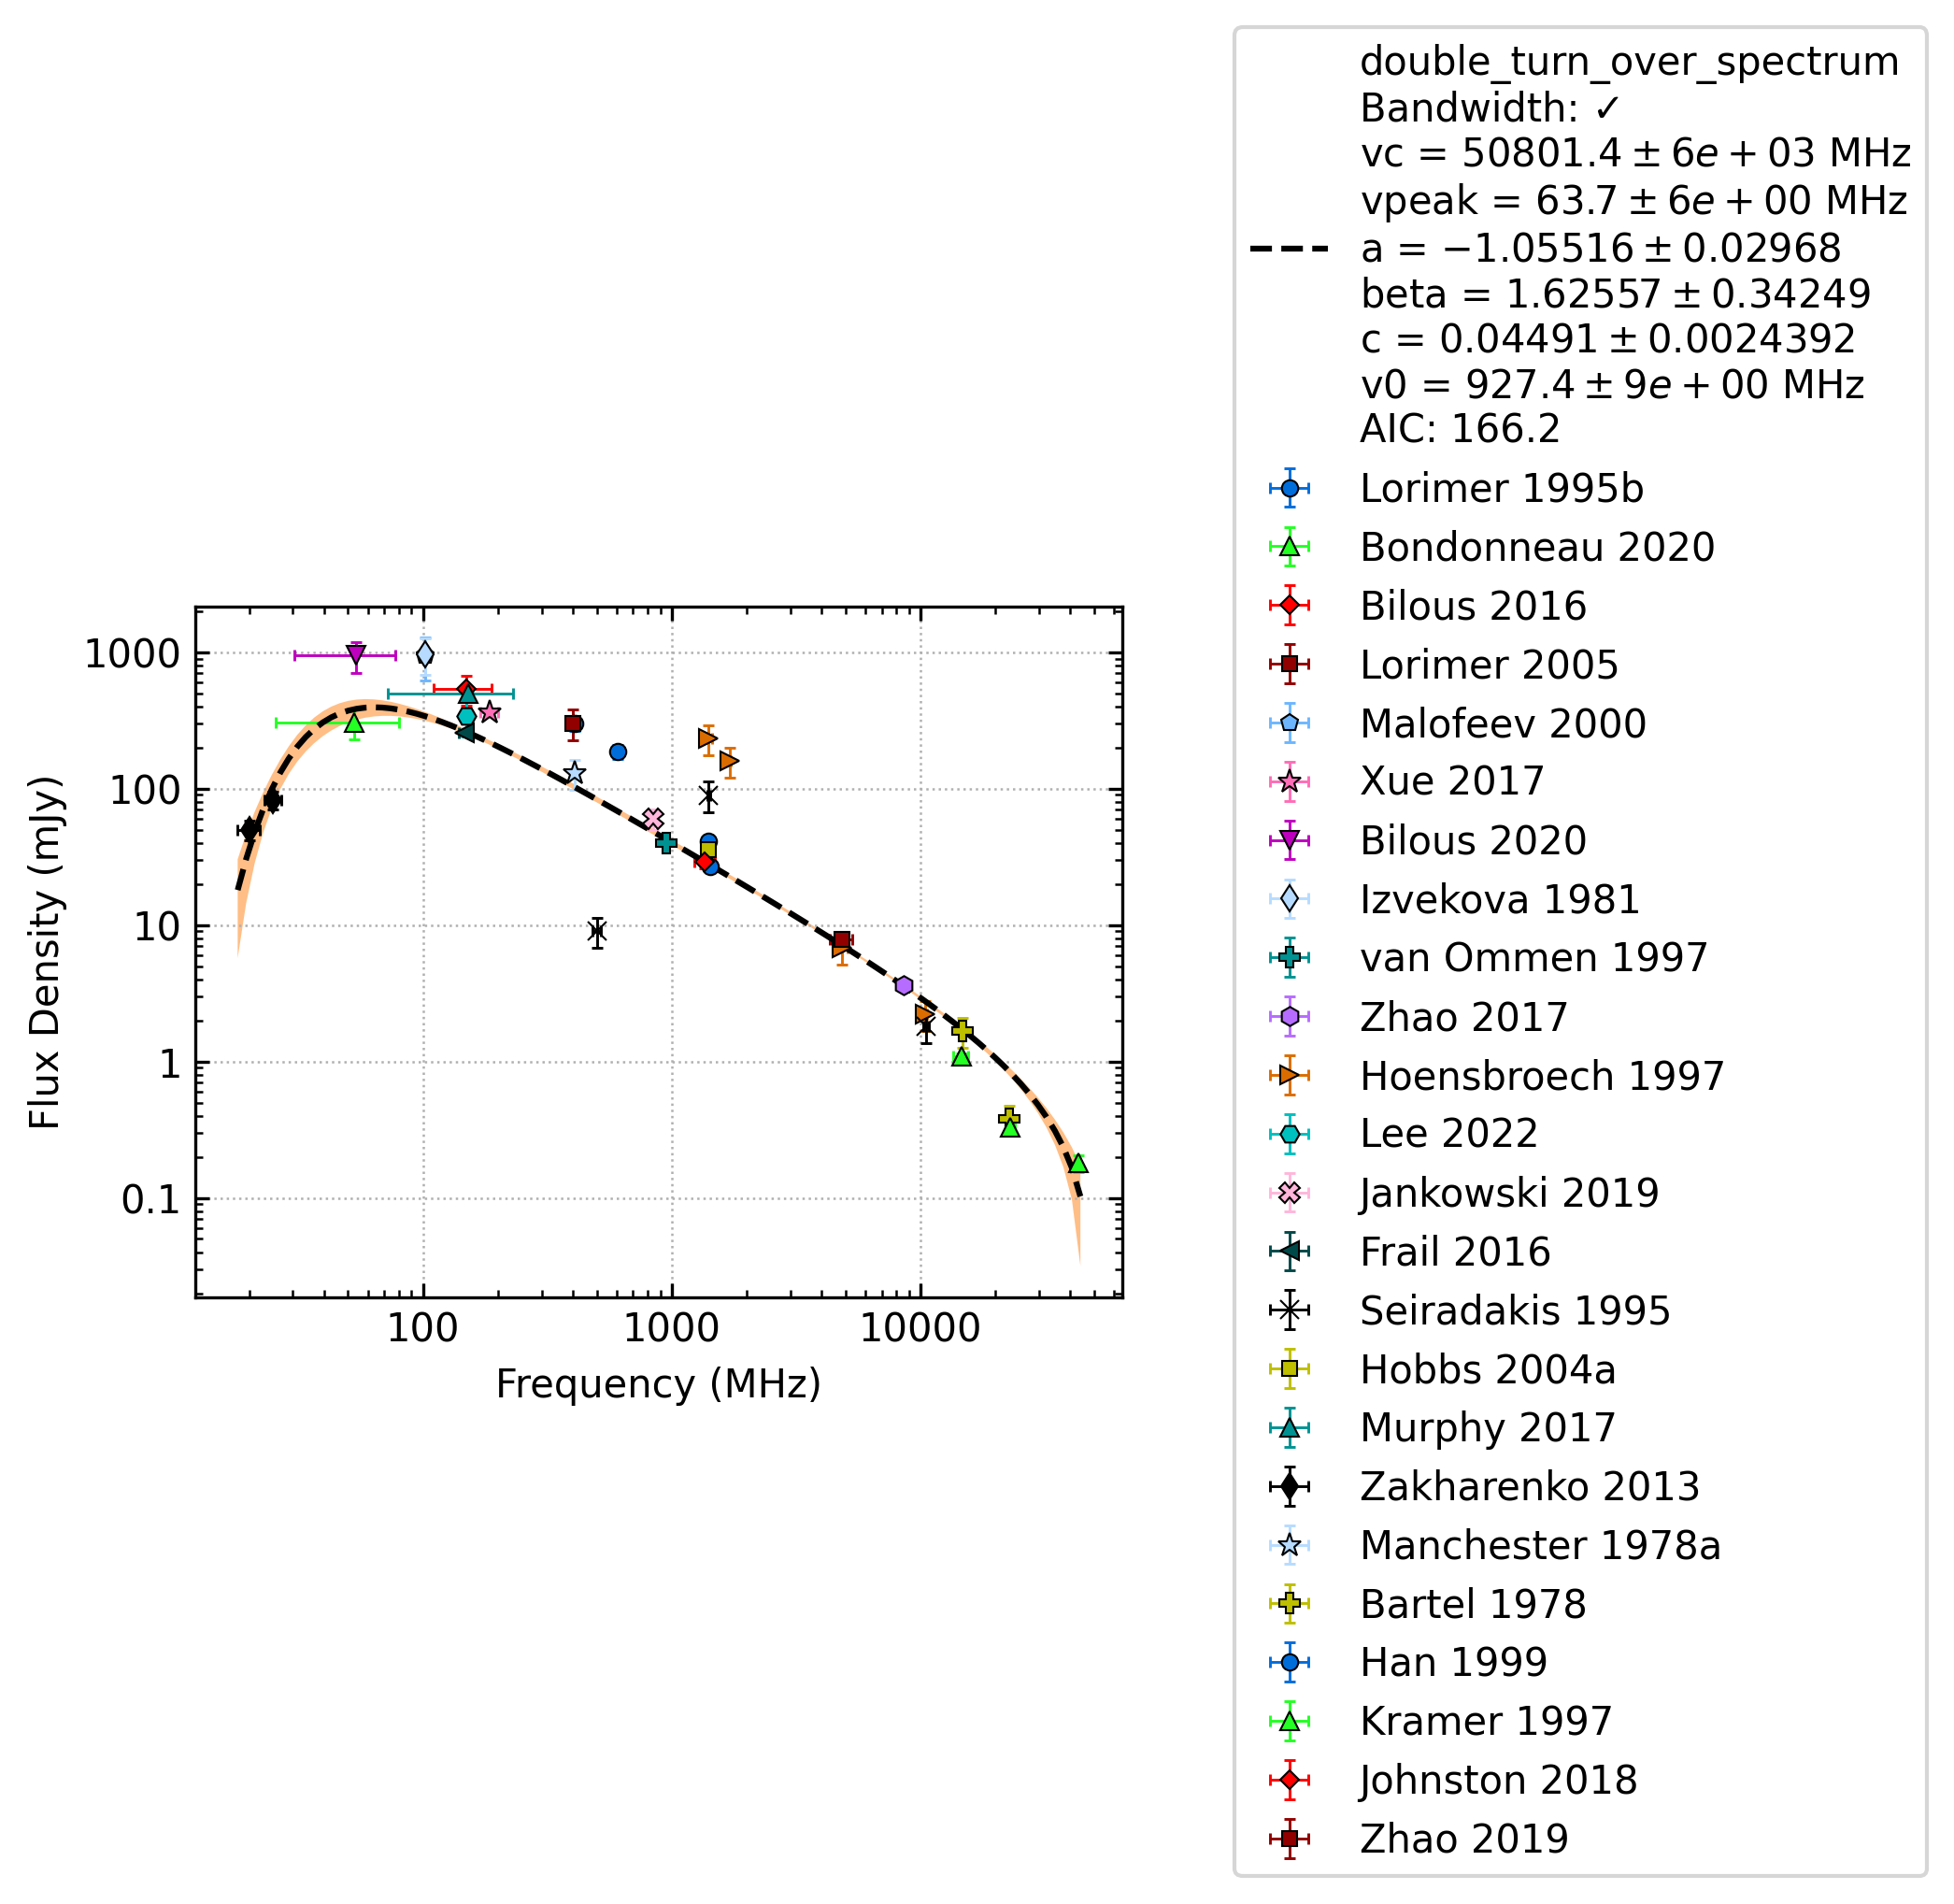 double_turn_over_spectrum
Bandwidth: ✓
vc = 50801.4 ± 6e + 03 MHz
vpeak = 63.7 ± 6e + 00 MHz
a = −1.05516 ± 0.02968
beta = 1.62557 ± 0.34249
c = 0.04491 ± 0.0024392
v0 = 927.4 ± 9e + 00 MHz
AIC: 166.2
Lorimer 1995b
Bondonneau 2020
Bilous 2016
Lorimer 2005
Malofeev 2000
Xue 2017
Bilous 2020
Izvekova 1981
van Ommen 1997
Zhao 2017
Hoensbroech 1997
Lee 2022
Jankowski 2019
Frail 2016
Seiradakis 1995
Hobbs 2004a
Murphy 2017
Zakharenko 2013
Manchester 1978a
Bartel 1978
Han 1999
Kramer 1997
Johnston 2018
Zhao 2019
Flux Density (mJy)
1000
100
10
1
0.1
100 1000 10000
Frequency (MHz)